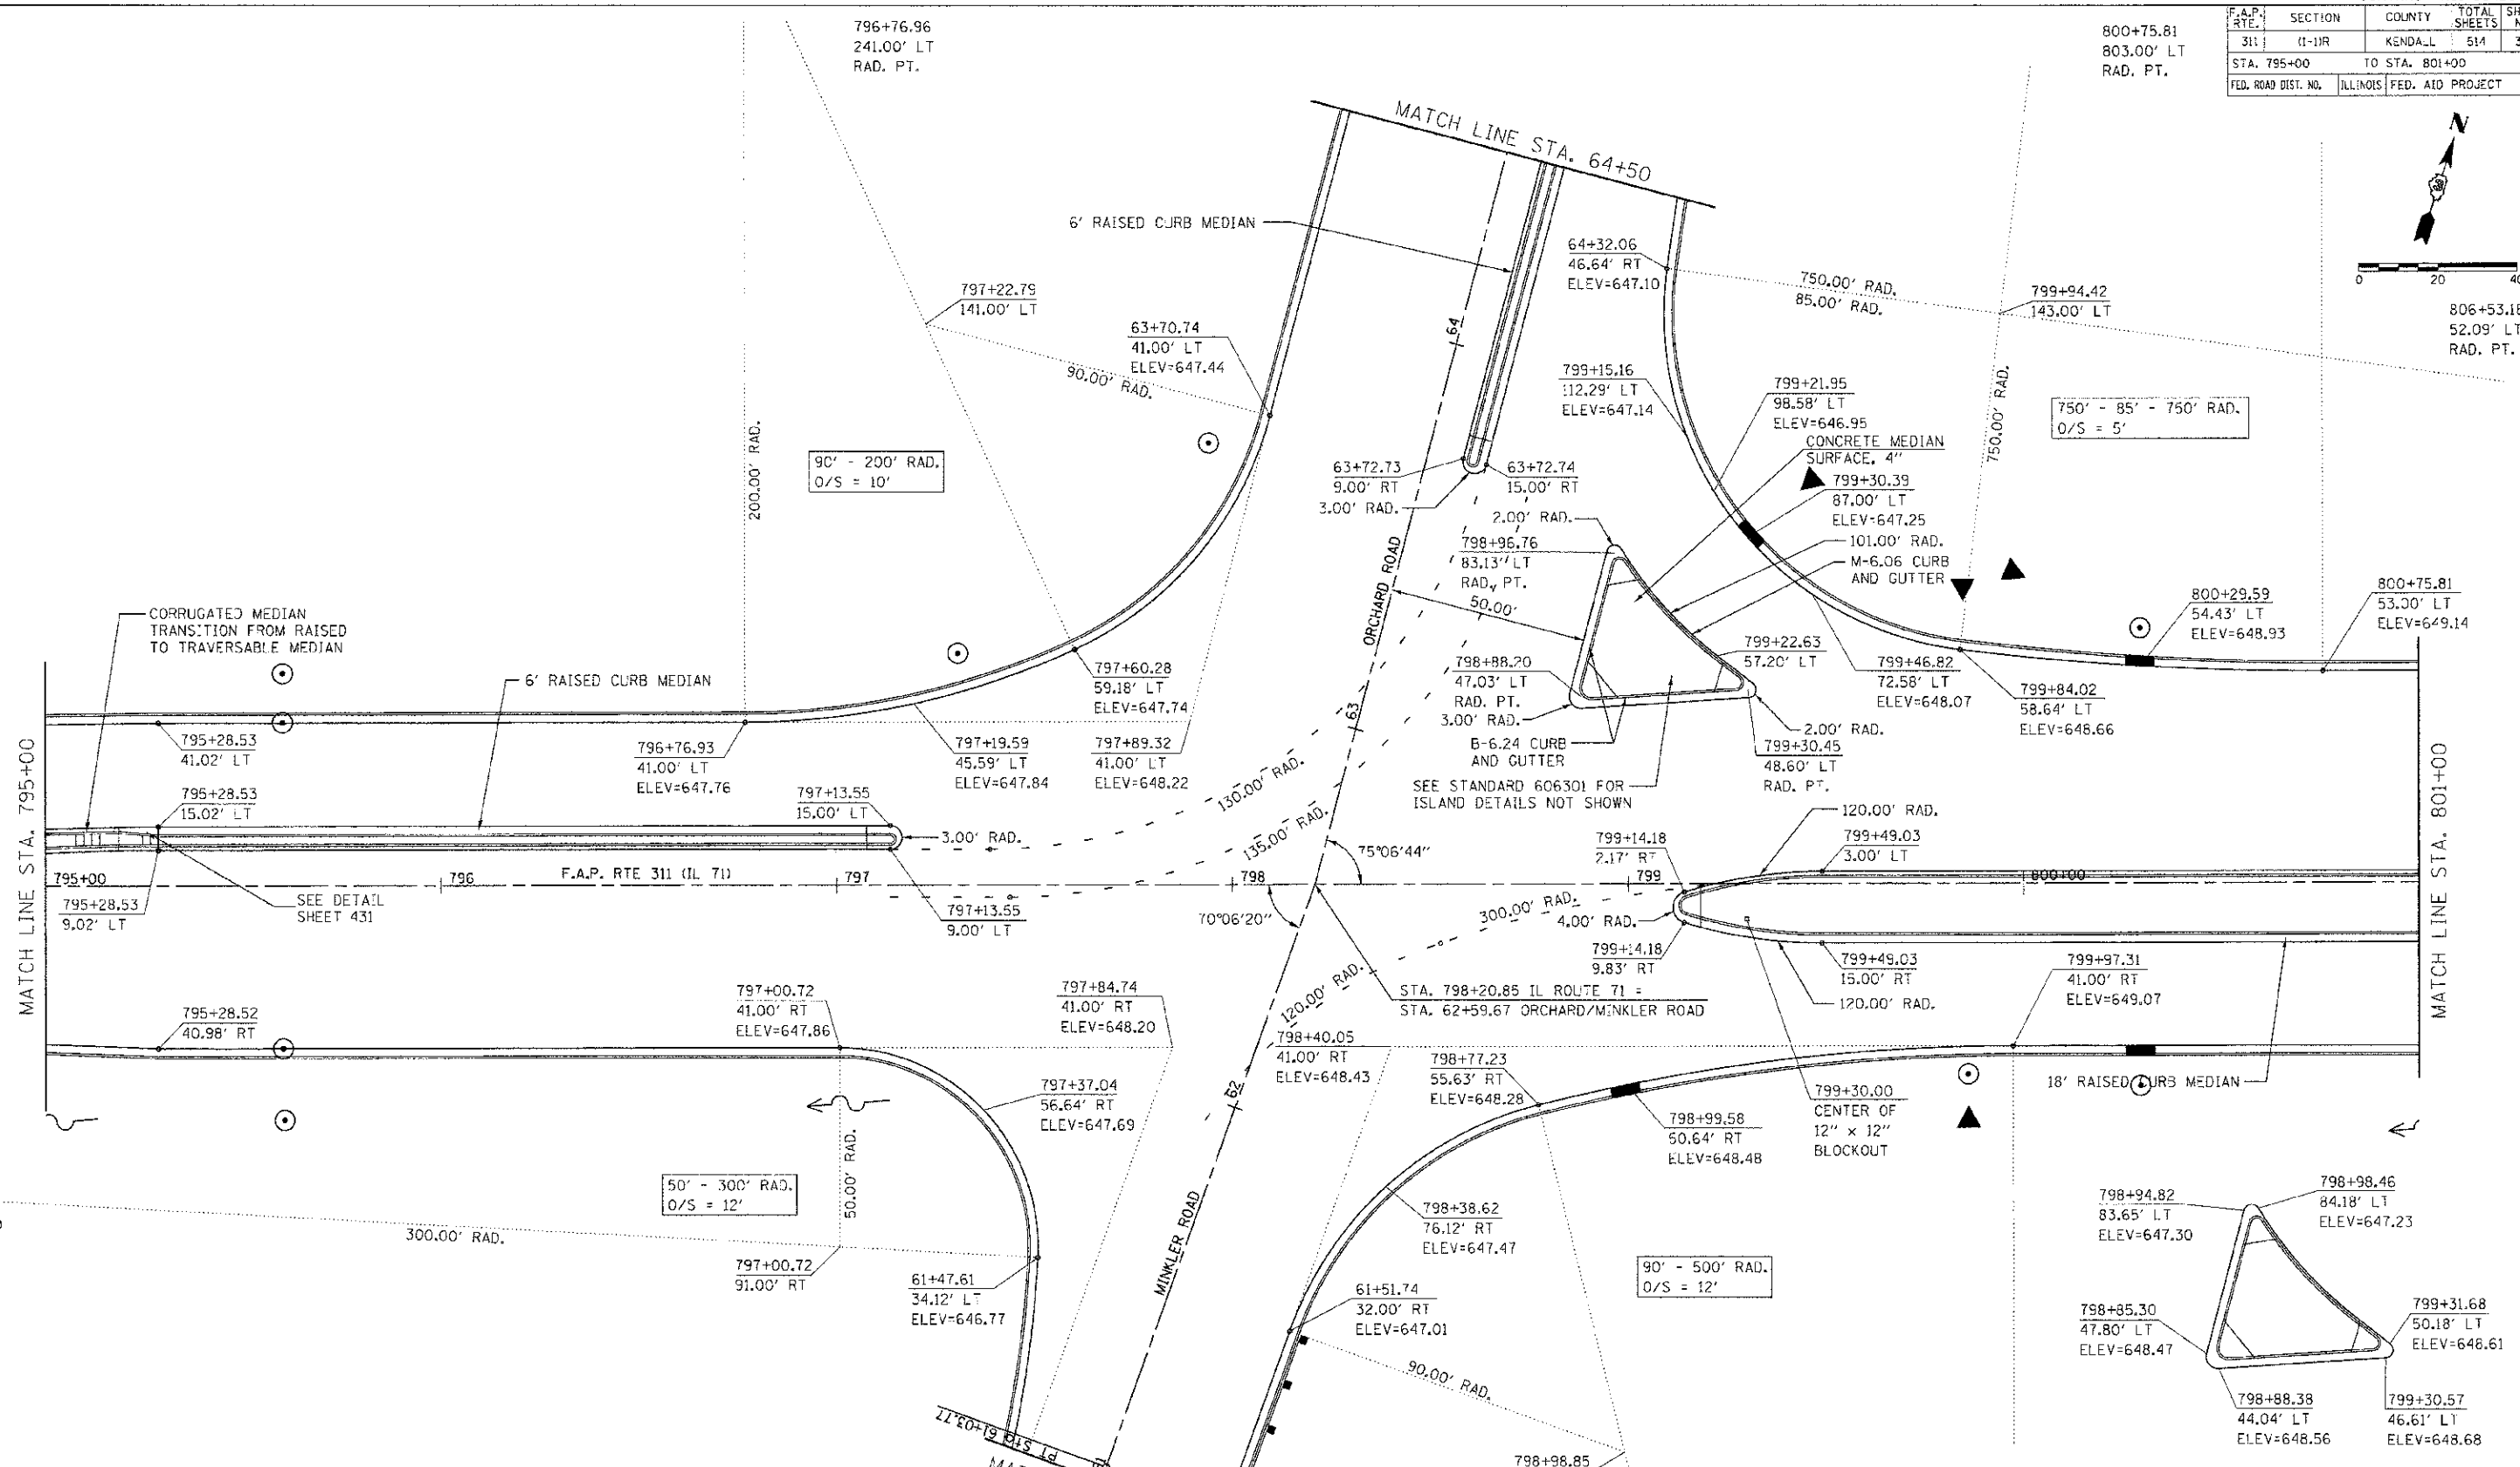 796+76.96
241.00' LT
RAD. PT.
800+75.81
803.00' LT
RAD. PT.
F.A.P. RTE. SECTION COUNTY TOTAL SHEETS
311 (1-1)R KENDALL 514
STA. 795+00 TO STA. 801+00
FED. ROAD DIST. NO. ILLINOIS FED. AID PROJECT
N
0 20
806+53.18
52.09' LT
RAD. PT.
MATCH LINE STA. 64+50
6' RAISED CURB MEDIAN
64+32.06
46.64' RT
ELEV=647.10
750.00' RAD.
85.00' RAD.
799+94.42
143.00' LT
797+22.79
141.00' LT
63+70.74
41.00' LT
ELEV=647.44
90.00' RAD.
64
799+15.16
112.29' LT
ELEV=647.14
799+21.95
98.58' LT
ELEV=646.95
750.00' RAD.
750' - 85' - 750' RAD.
O/S = 5'
200.00' RAD.
90' - 200' RAD.
O/S = 10'
CONCRETE MEDIAN
SURFACE, 4"
63+72.73
9.00' RT
3.00' RAD.
63+72.74
15.00' RT
2.00' RAD.
799+30.39
87.00' LT
ELEV=647.25
101.00' RAD.
M-6.06 CURB
AND GUTTER
798+96.76
83.13' LT
RAD. PT.
50.00'
ORCHARD ROAD
CORRUGATED MEDIAN
TRANSITION FROM RAISED
TO TRAVERSABLE MEDIAN
6' RAISED CURB MEDIAN
797+60.28
59.18' LT
ELEV=647.74
798+88.20
47.03' LT
RAD. PT.
3.00' RAD.
799+22.63
57.20' LT
799+46.82
72.58' LT
ELEV=648.07
799+84.02
58.64' LT
ELEV=648.66
800+29.59
54.43' LT
ELEV=648.93
800+75.81
53.00' LT
ELEV=649.14
63
MATCH LINE STA. 795+00
795+28.53
41.02' LT
796+76.93
41.00' LT
ELEV=647.76
797+19.59
45.59' LT
ELEV=647.84
797+89.32
41.00' LT
ELEV=648.22
B-6.24 CURB
AND GUTTER
2.00' RAD.
799+30.45
48.60' LT
RAD. PT.
SEE STANDARD 606301 FOR
ISLAND DETAILS NOT SHOWN
795+28.53
15.02' LT
797+13.55
15.00' LT
3.00' RAD.
130.00' RAD.
135.00' RAD.
75°06'44"
120.00' RAD.
799+49.03
3.00' LT
799+14.18
2.17' RT
MATCH LINE STA. 801+00
795+00
796
F.A.P. RTE 311 (IL 71)
797
798
799
800+00
795+28.53
9.02' LT
SEE DETAIL
SHEET 431
797+13.55
9.00' LT
70°06'20"
300.00' RAD.
4.00' RAD.
799+14.18
9.83' RT
120.00' RAD.
799+49.03
15.00' RT
120.00' RAD.
STA. 798+20.85 IL ROUTE 71 =
STA. 62+59.67 ORCHARD/MINKLER ROAD
799+97.31
41.00' RT
ELEV=649.07
795+28.52
40.98' RT
797+00.72
41.00' RT
ELEV=647.86
797+84.74
41.00' RT
ELEV=648.20
798+40.05
41.00' RT
ELEV=648.43
798+77.23
55.63' RT
ELEV=648.28
62
797+37.04
56.64' RT
ELEV=647.69
18' RAISED CURB MEDIAN
799+30.00
CENTER OF
12" x 12"
BLOCKOUT
798+99.58
50.64' RT
ELEV=648.48
50' - 300' RAD.
O/S = 12'
50.00' RAD.
300.00' RAD.
797+00.72
91.00' RT
MINKLER ROAD
798+38.62
76.12' RT
ELEV=647.47
61+47.61
34.12' LT
ELEV=646.77
61+51.74
32.00' RT
ELEV=647.01
90' - 500' RAD.
O/S = 12'
90.00' RAD.
798+94.82
83.65' LT
ELEV=647.30
798+98.46
84.18' LT
ELEV=647.23
798+85.30
47.80' LT
ELEV=648.47
799+31.68
50.18' LT
ELEV=648.61
798+88.38
44.04' LT
ELEV=648.56
799+30.57
46.61' LT
ELEV=648.68
PT Sta 61+03.77
798+98.85